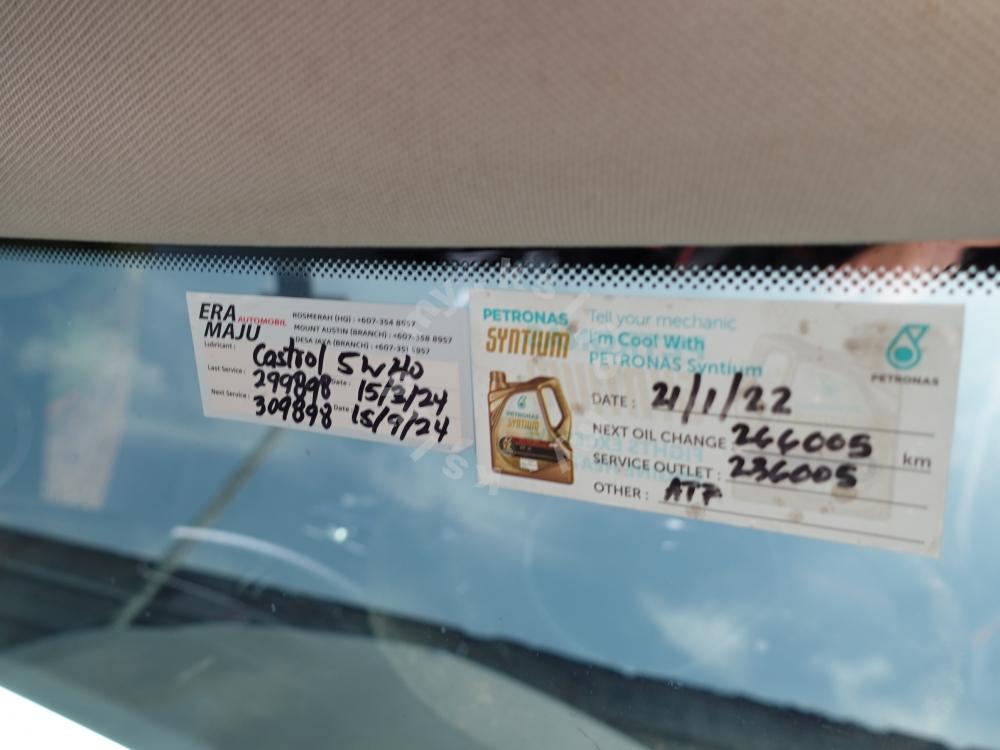 ERA
AUTOMOBIL
MAJU
ROSMERAH (HQ) : +607-354 8557
MOUNT AUSTIN (BRANCH) : +607-358 8957
DESA JAYA (BRANCH) : +607-351 5957
Lubricant : Castrol 5W40
Last Service : 299898 Date : 15/3/24
Next Service : 309898 Date 15/9/24
PETRONAS
SYNTIUM
Tell your mechanic
I'm Cool With
PETRONAS Syntium
PETRONAS
PETRONAS
SYNTIUM
DATE : 21/1/22
NEXT OIL CHANGE 266005 km
SERVICE OUTLET : 236005
OTHER : ATF